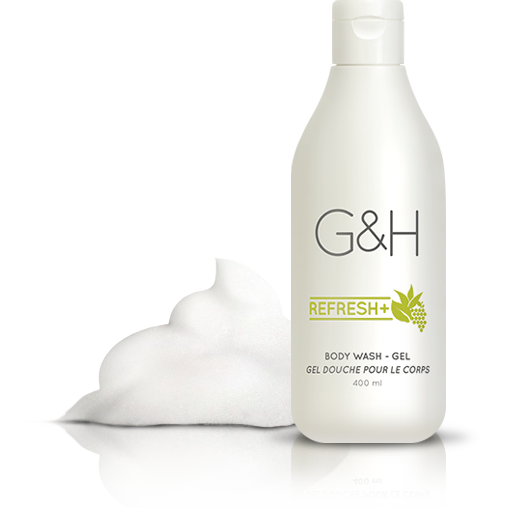 G&H
REFRESH+
BODY WASH - GEL
GEL DOUCHE POUR LE CORPS
400 ml